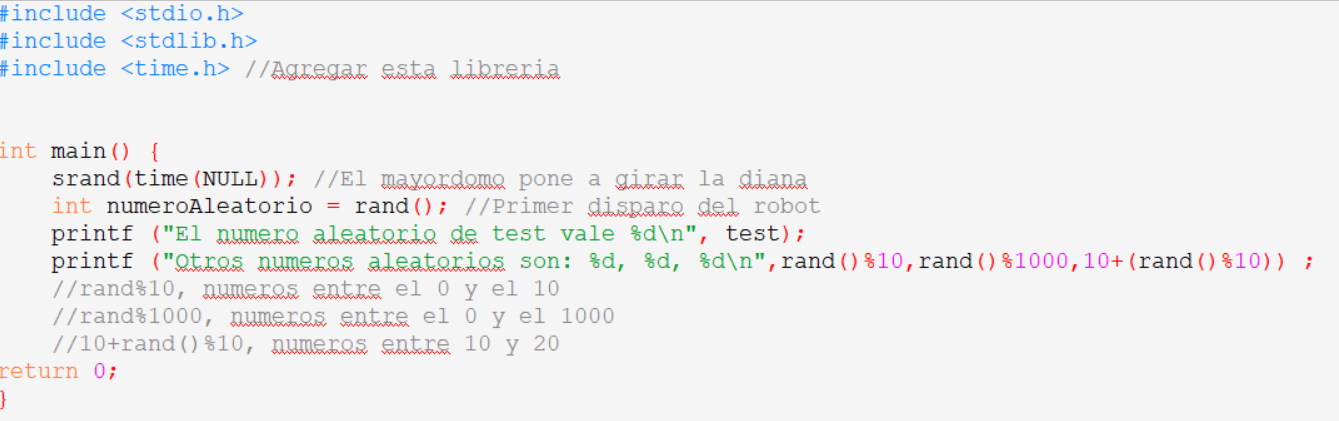 #include <stdio.h>
#include <stdlib.h>
#include <time.h> //Agregar esta libreria
int main() {
srand(time(NULL)); //El mayordomo pone a girar la diana
int numeroAleatorio = rand(); //Primer disparo del robot
printf ("El numero aleatorio de test vale %d\n", test);
printf ("Otros numeros aleatorios son: %d, %d, %d\n",rand()%10,rand()%1000,10+(rand()%10)) ;
//rand%10, numeros entre el 0 y el 10
//rand%1000, numeros entre el 0 y el 1000
//10+rand()%10, numeros entre 10 y 20
return 0;
}